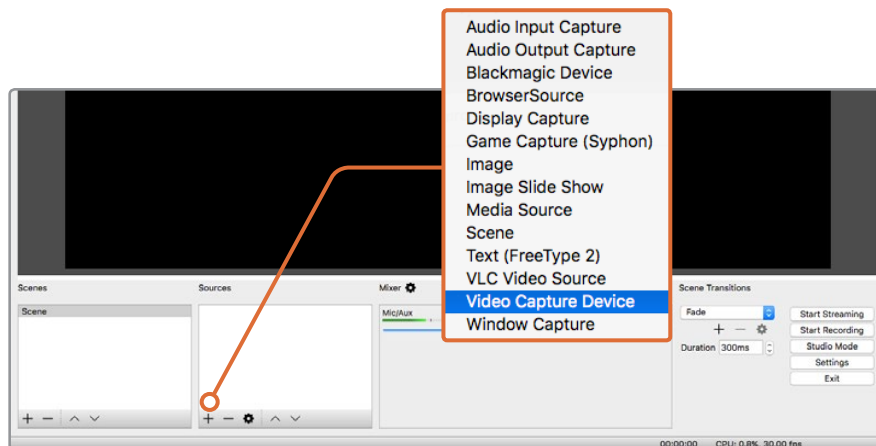 Audio Input Capture
Audio Output Capture
Blackmagic Device
BrowserSource
Display Capture
Game Capture (Syphon)
Image
Image Slide Show
Media Source
Scene
Text (FreeType 2)
VLC Video Source
Video Capture Device
Window Capture
Scenes
Scene
Sources
Mixer
Mic/Aux
Scene Transitions
Fade
Duration 300ms
Start Streaming
Start Recording
Studio Mode
Settings
Exit
00:00:00 CPU: 0.8%, 30.00 fps